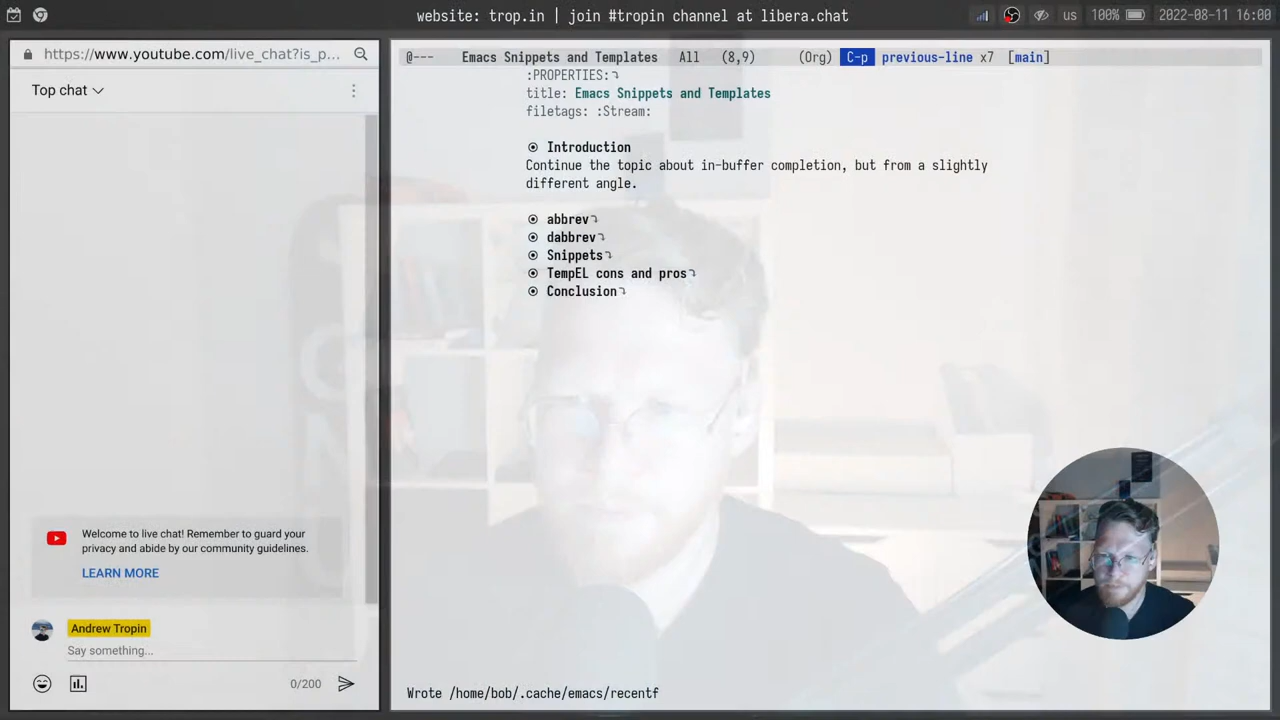 website: trop.in | join #tropin channel at libera.chat
us 100% 2022-08-11 16:00
https://www.youtube.com/live_chat?is_p...
Top chat
Welcome to live chat! Remember to guard your
privacy and abide by our community guidelines.
LEARN MORE
Andrew Tropin
Say something...
0/200
@--- Emacs Snippets and Templates All (8,9) (Org) C-p previous-line x7 [main]
:PROPERTIES:
title: Emacs Snippets and Templates
filetags: :Stream:
Introduction
Continue the topic about in-buffer completion, but from a slightly
different angle.
abbrev
dabbrev
Snippets
TempEL cons and pros
Conclusion
Wrote /home/bob/.cache/emacs/recentf